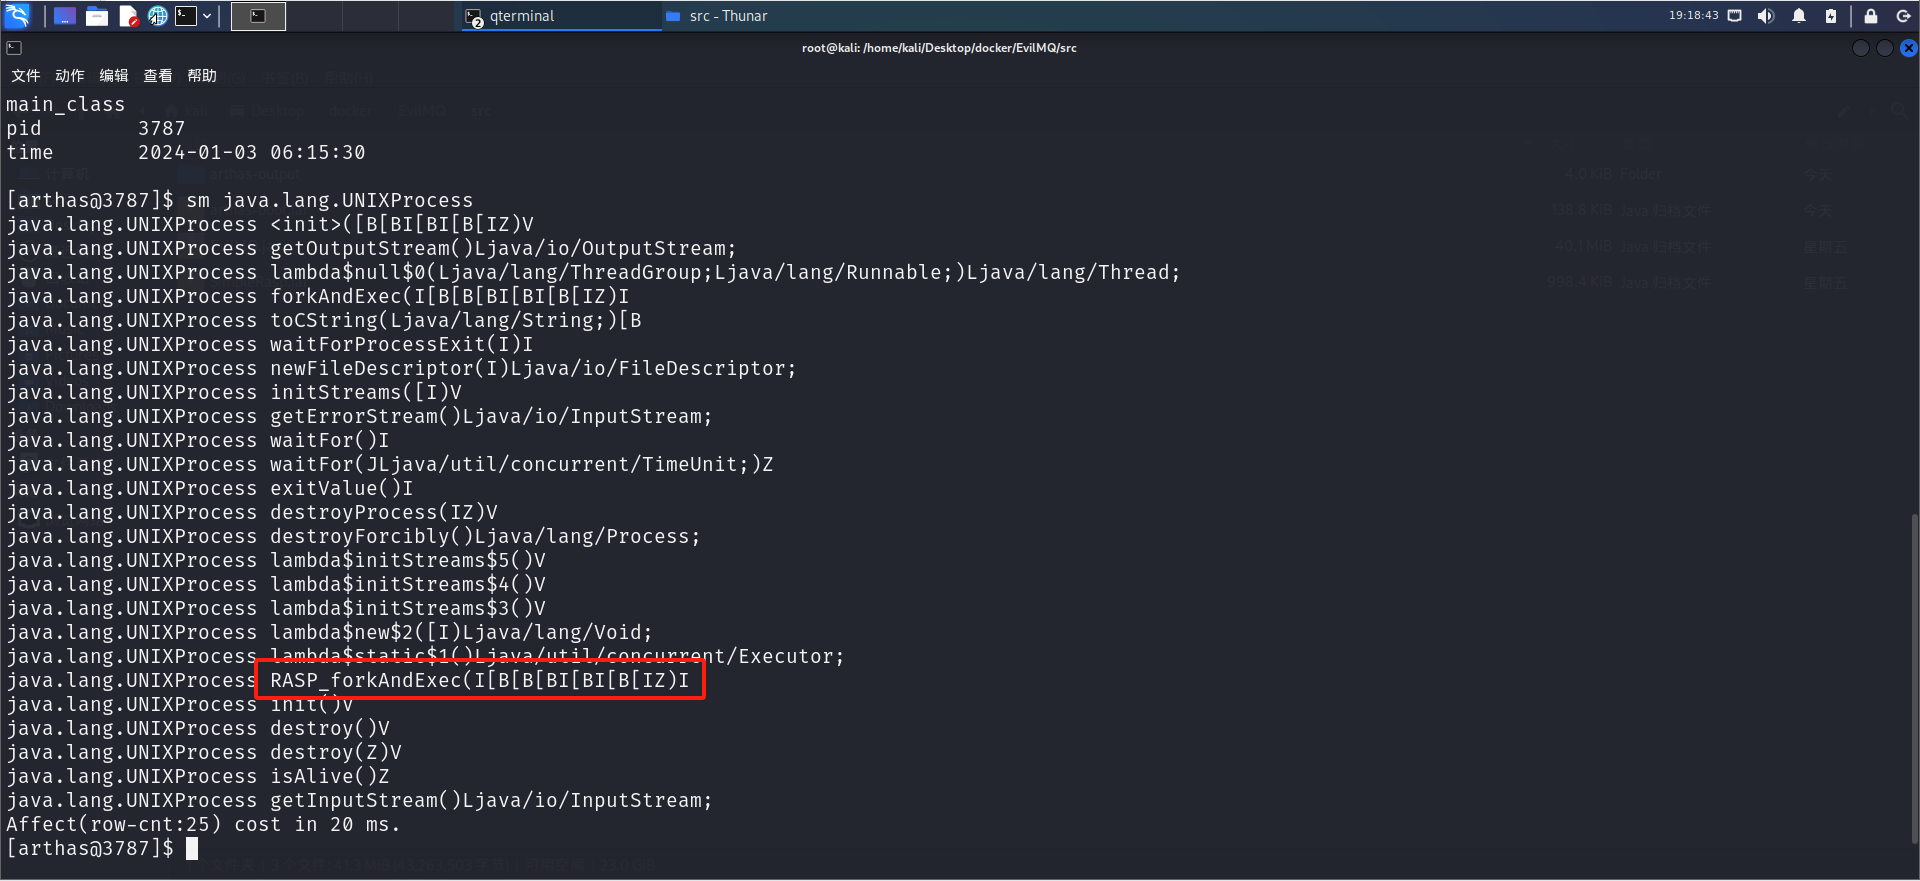 qterminal
2
src - Thunar
19:18:43
root@kali: /home/kali/Desktop/docker/EvilMQ/src
文件 动作 编辑 查看 帮助
main_class
pid 3787
time 2024-01-03 06:15:30
[arthas@3787]$ sm java.lang.UNIXProcess
java.lang.UNIXProcess <init>([B[BI[BI[B[IZ)V
java.lang.UNIXProcess getOutputStream()Ljava/io/OutputStream;
java.lang.UNIXProcess lambda$null$0(Ljava/lang/ThreadGroup;Ljava/lang/Runnable;)Ljava/lang/Thread;
java.lang.UNIXProcess forkAndExec(I[B[B[BI[BI[B[IZ)I
java.lang.UNIXProcess toCString(Ljava/lang/String;)[B
java.lang.UNIXProcess waitForProcessExit(I)I
java.lang.UNIXProcess newFileDescriptor(I)Ljava/io/FileDescriptor;
java.lang.UNIXProcess initStreams([I)V
java.lang.UNIXProcess getErrorStream()Ljava/io/InputStream;
java.lang.UNIXProcess waitFor()I
java.lang.UNIXProcess waitFor(JLjava/util/concurrent/TimeUnit;)Z
java.lang.UNIXProcess exitValue()I
java.lang.UNIXProcess destroyProcess(IZ)V
java.lang.UNIXProcess destroyForcibly()Ljava/lang/Process;
java.lang.UNIXProcess lambda$initStreams$5()V
java.lang.UNIXProcess lambda$initStreams$4()V
java.lang.UNIXProcess lambda$initStreams$3()V
java.lang.UNIXProcess lambda$new$2([I)Ljava/lang/Void;
java.lang.UNIXProcess lambda$static$1()Ljava/util/concurrent/Executor;
java.lang.UNIXProcess RASP_forkAndExec(I[B[B[BI[BI[B[IZ)I
java.lang.UNIXProcess init()V
java.lang.UNIXProcess destroy()V
java.lang.UNIXProcess destroy(Z)V
java.lang.UNIXProcess isAlive()Z
java.lang.UNIXProcess getInputStream()Ljava/io/InputStream;
Affect(row-cnt:25) cost in 20 ms.
[arthas@3787]$